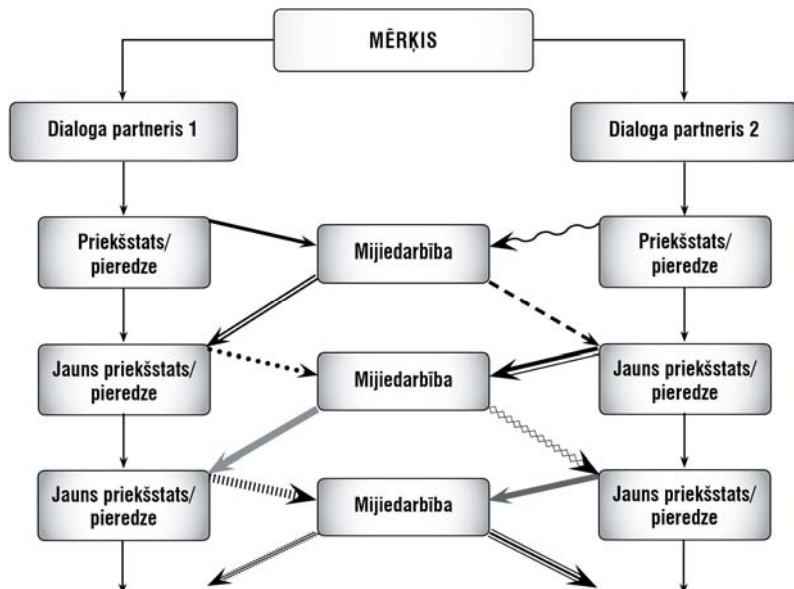 MĒRĶIS
Dialoga partneris 1
Dialoga partneris 2
Priekšstats/
pieredze
Mijiedarbība
Priekšstats/
pieredze
Jauns priekšstats/
pieredze
Mijiedarbība
Jauns priekšstats/
pieredze
Jauns priekšstats/
pieredze
Mijiedarbība
Jauns priekšstats/
pieredze